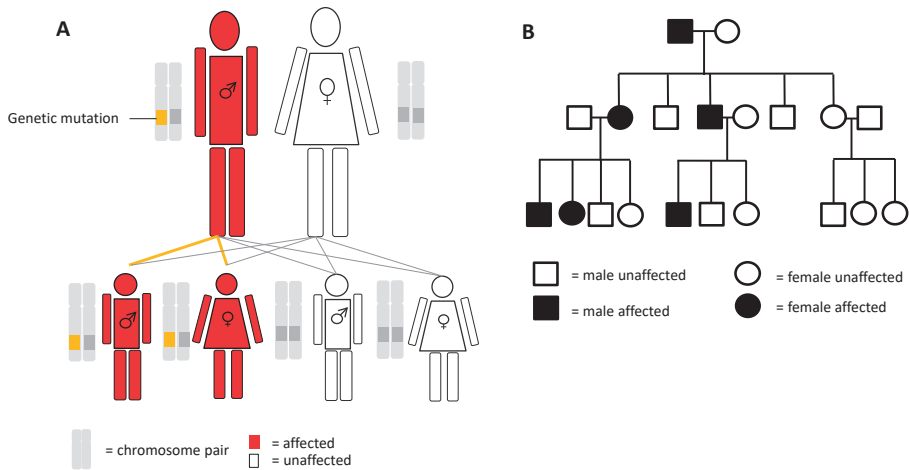 A
Genetic mutation
♂
♀
♂
♀
♂
♀
= chromosome pair
= affected
= unaffected
B
= male unaffected
= female unaffected
= male affected
= female affected